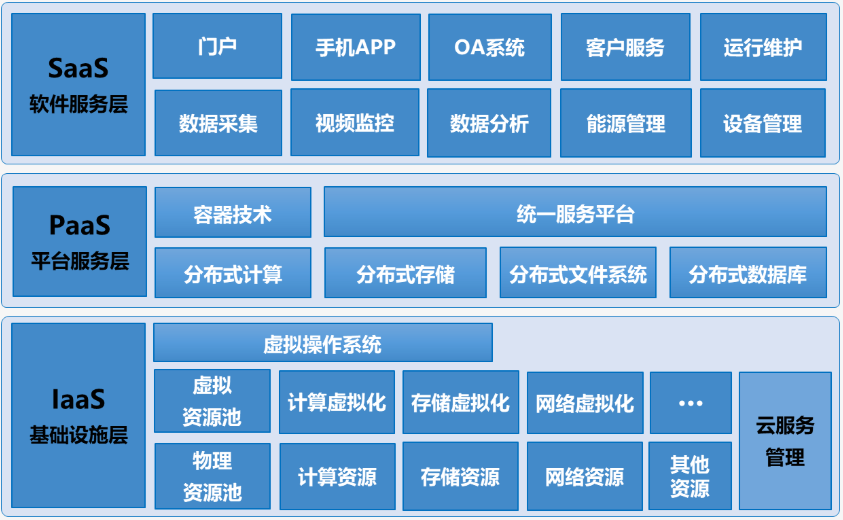 SaaS
软件服务层
门户
手机APP
OA系统
客户服务
运行维护
数据采集
视频监控
数据分析
能源管理
设备管理
PaaS
平台服务层
容器技术
统一服务平台
分布式计算
分布式存储
分布式文件系统
分布式数据库
IaaS
基础设施层
虚拟操作系统
虚拟
资源池
计算虚拟化
存储虚拟化
网络虚拟化
...
物理
资源池
计算资源
存储资源
网络资源
其他
资源
云服务
管理